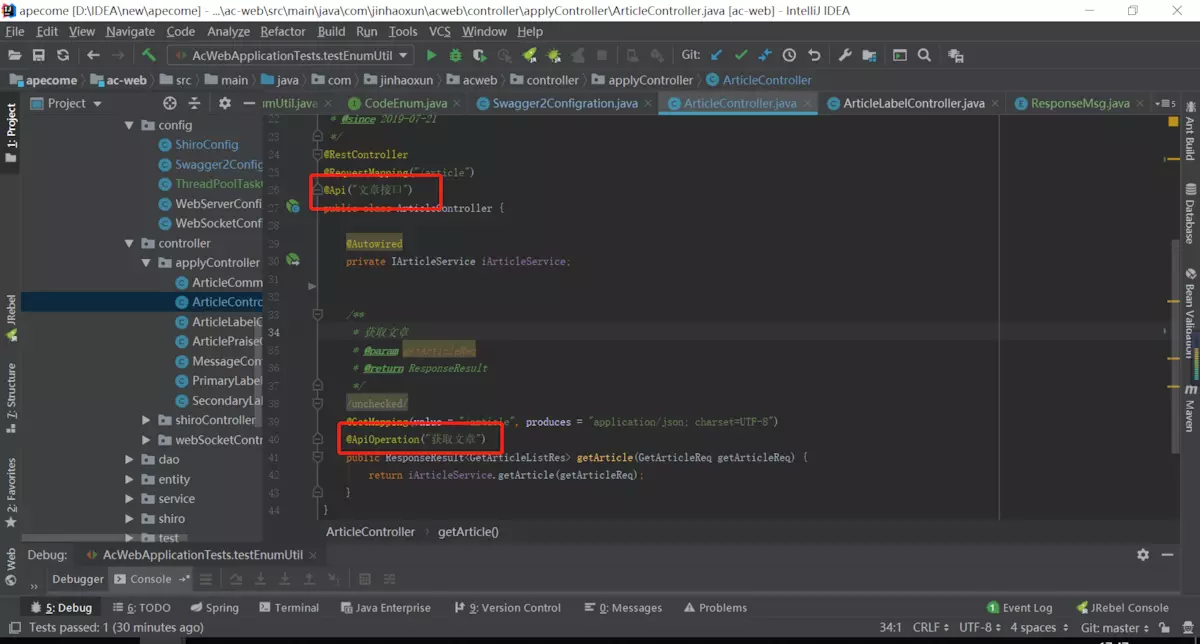 apecome [D:\IDEA\new\apecome] - ...\ac-web\src\main\java\com\jinhaoxun\acweb\controller\applyController\ArticleController.java [ac-web] - IntelliJ IDEA
File Edit View Navigate Code Analyze Refactor Build Run Tools VCS Window Help
AcWebApplicationTests.testEnumUtil Git:
apecome ac-web src main java com jinhaoxun acweb controller applyController ArticleController
Project umUtil.java CodeEnum.java Swagger2Configration.java ArticleController.java ArticleLabelController.java ResponseMsg.java 5
1: Project
JRebel
7: Structure
2: Favorites
Web
config
ShiroConfig
Swagger2Config
ThreadPoolTask
WebServerConfi
WebSocketConf
controller
applyController
ArticleComm
ArticleContro
ArticleLabelC
ArticlePraise
MessageCon
PrimaryLabe
SecondaryLa
shiroController
webSocketContr
dao
entity
service
shiro
test
22 * @since 2019-07-21
23 */
24 @RestController
25 @RequestMapping("/article")
26 @Api("文章接口")
27 public class ArticleController {
28
29 @Autowired
30 private IArticleService iArticleService;
31
32
33 /**
34 * 获取文章
35 * @param getArticleReq
36 * @return ResponseResult
37 */
38 /unchecked/
39 @GetMapping(value = "/article", produces = "application/json; charset=UTF-8")
40 @ApiOperation("获取文章")
41 public ResponseResult<GetArticleListRes> getArticle(GetArticleReq getArticleReq) {
42 return iArticleService.getArticle(getArticleReq);
43 }
44 }
ArticleController › getArticle()
Ant Build
Database
Bean Validation
Maven
Debug: AcWebApplicationTests.testEnumUtil
Debugger Console
5: Debug 6: TODO Spring Terminal Java Enterprise 9: Version Control 0: Messages Problems 1 Event Log JRebel Console
Tests passed: 1 (30 minutes ago) 34:1 CRLF UTF-8 4 spaces Git: master